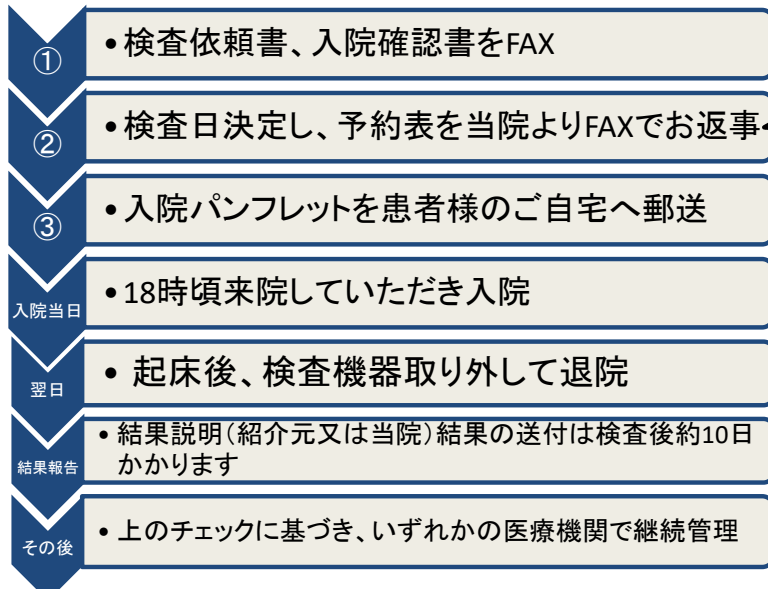 ①
•検査依頼書、入院確認書をFAX
②
•検査日決定し、予約表を当院よりFAXでお返事
③
•入院パンフレットを患者様のご自宅へ郵送
入院当日
•18時頃来院していただき入院
翌日
• 起床後、検査機器取り外して退院
結果報告
•結果説明(紹介元又は当院)結果の送付は検査後約10日
かかります
その後
•上のチェックに基づき、いずれかの医療機関で継続管理